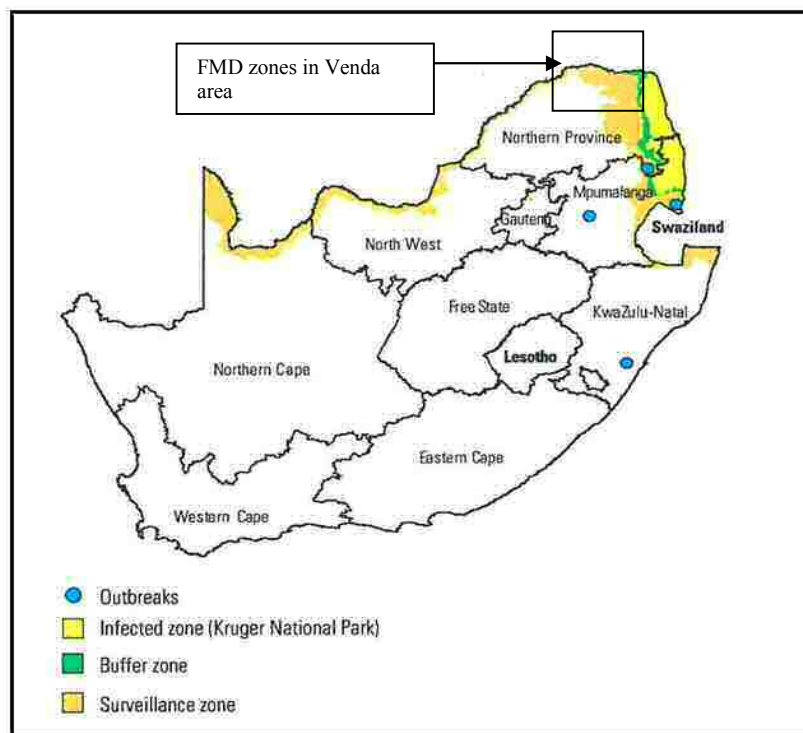 FMD zones in Venda
area
Northern Province
Mpumalanga
Gauteng
Swaziland
North West
Free State
KwaZulu-Natal
Lesotho
Northern Cape
Eastern Cape
Western Cape
Outbreaks
Infected zone (Kruger National Park)
Buffer zone
Surveillance zone